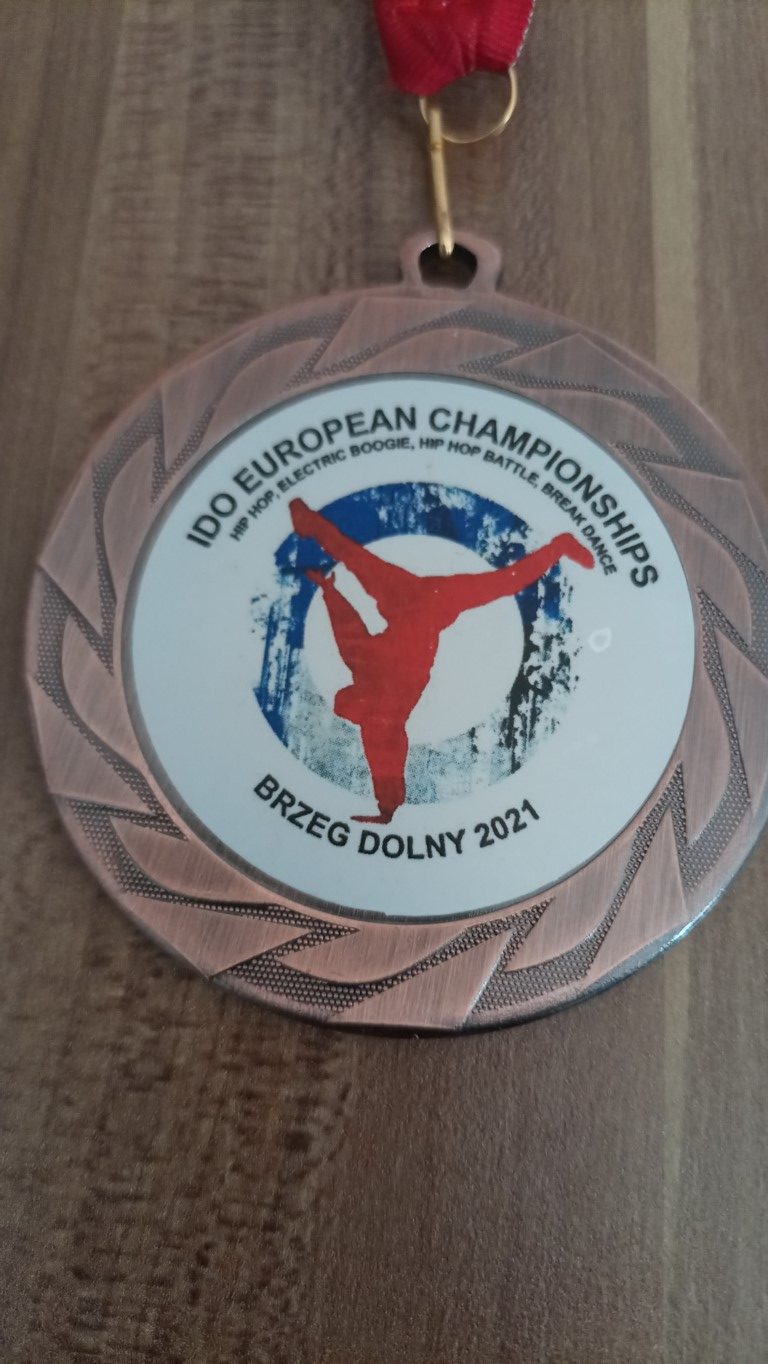 IDO EUROPEAN CHAMPIONSHIPS
HIP HOP, ELECTRIC BOOGIE, HIP HOP BATTLE, BREAK DANCE
BRZEG DOLNY 2021